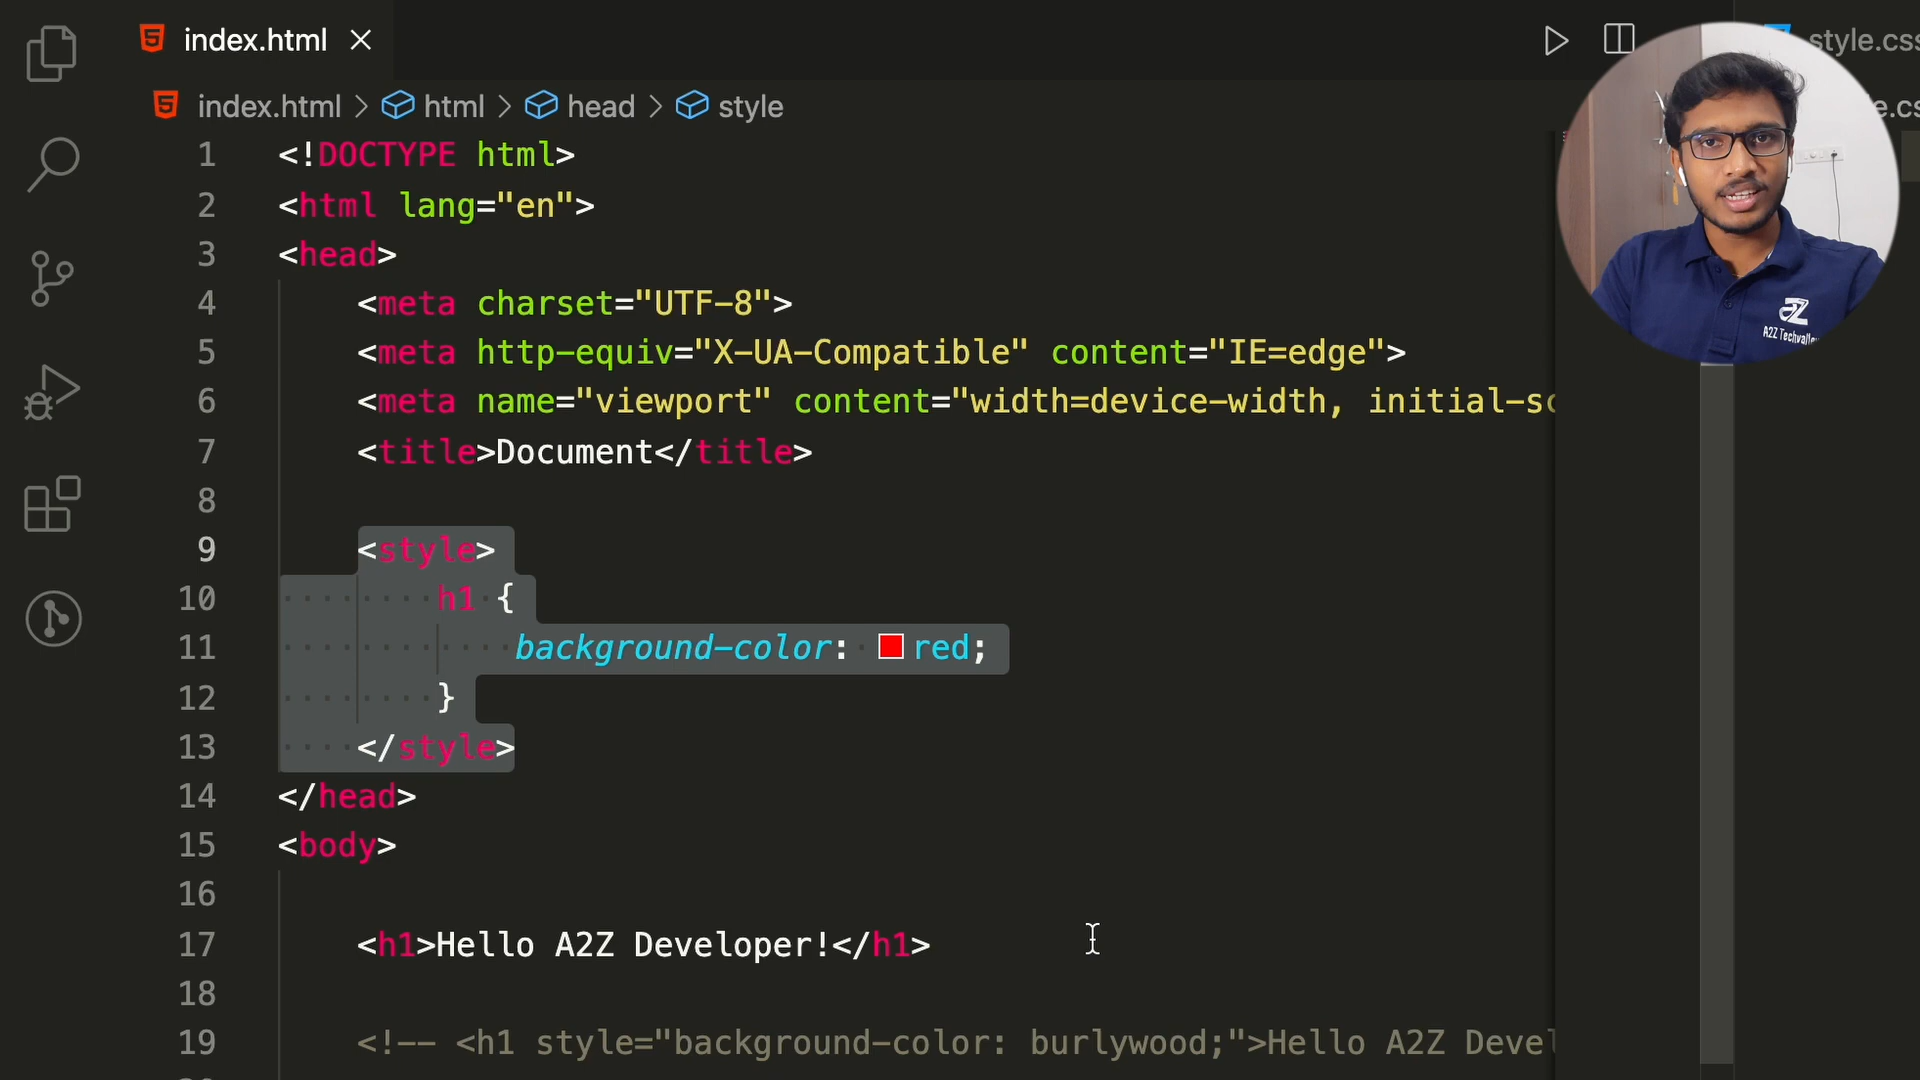 index.html
style.css
index.html > html > head > style
1 <!DOCTYPE html>
2 <html lang="en">
3 <head>
4 <meta charset="UTF-8">
5 <meta http-equiv="X-UA-Compatible" content="IE=edge">
6 <meta name="viewport" content="width=device-width, initial-sc
7 <title>Document</title>
8
9 <style>
10 h1 {
11 background-color: red;
12 }
13 </style>
14 </head>
15 <body>
16
17 <h1>Hello A2Z Developer!</h1>
18
19 <!-- <h1 style="background-color: burlywood;">Hello A2Z Devel
aZ
A2Z Techvalley